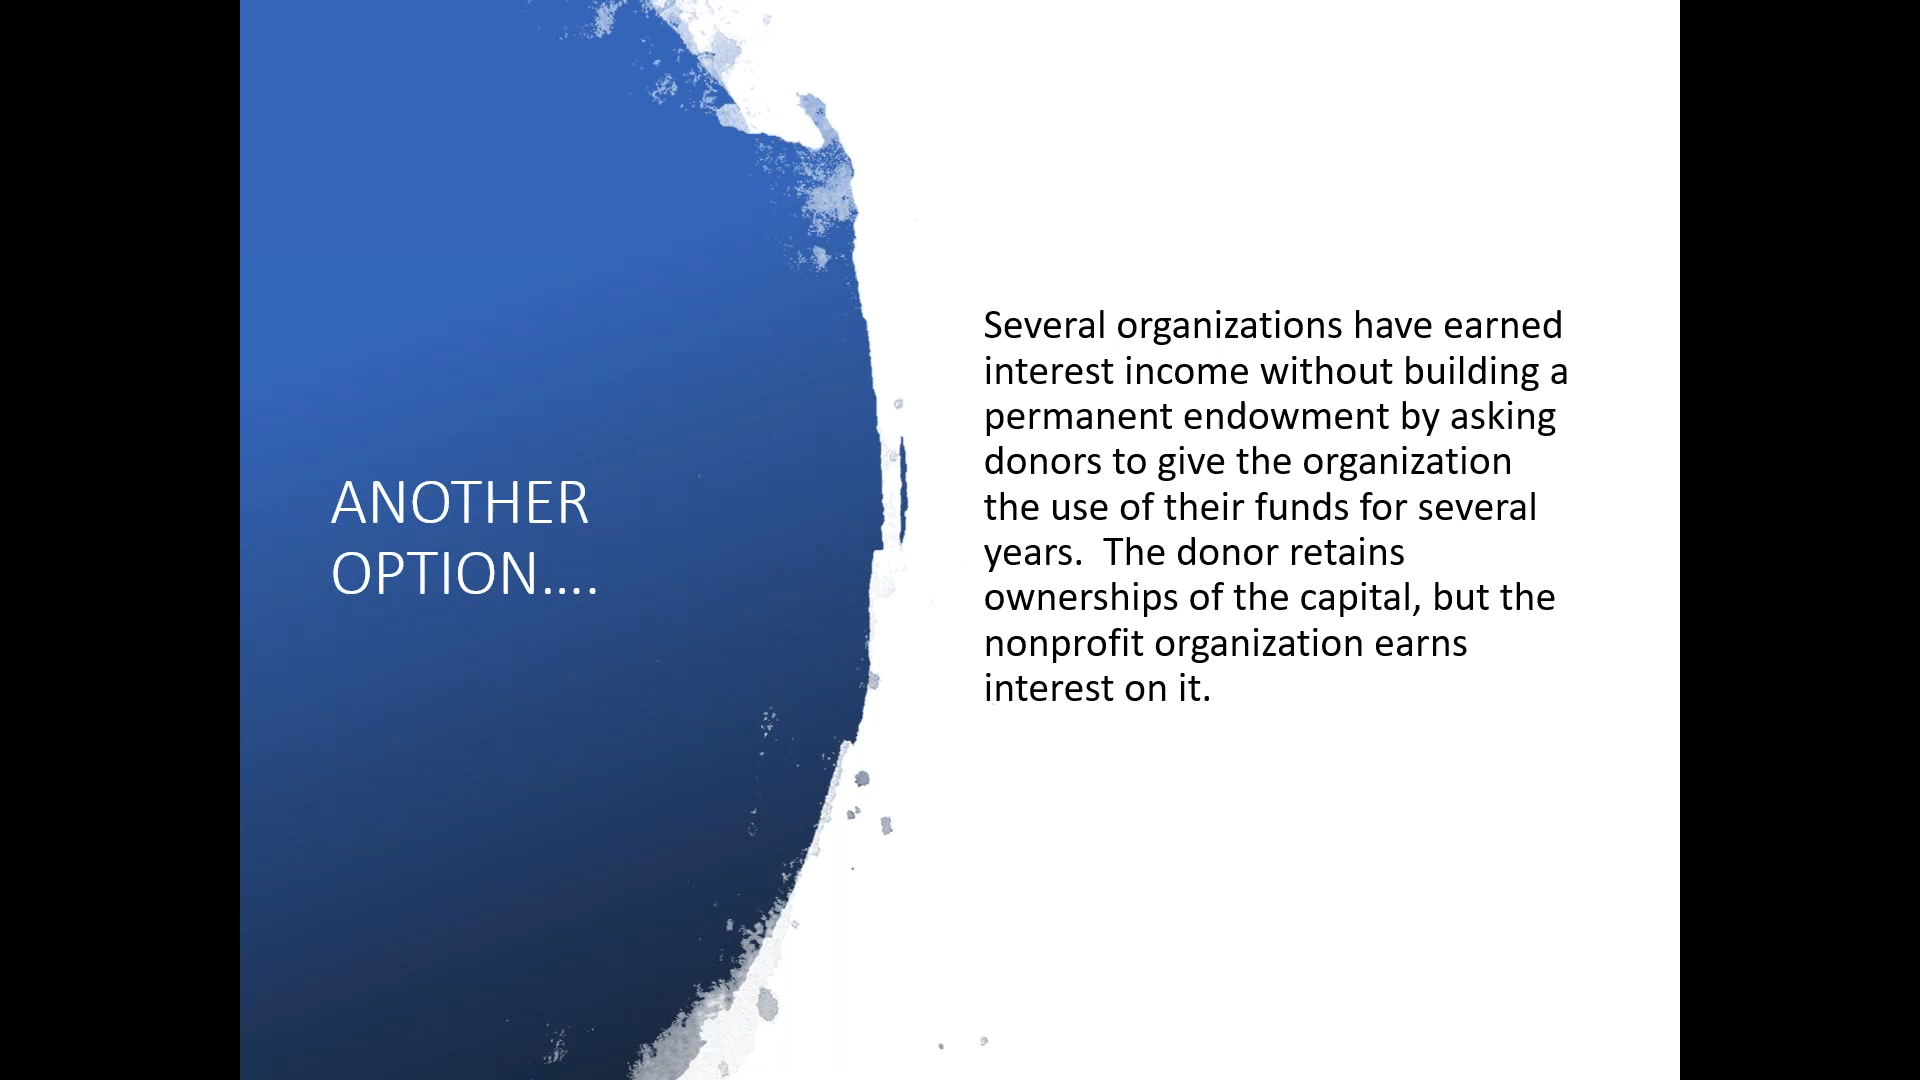 ANOTHER
OPTION....
Several organizations have earned
interest income without building a
permanent endowment by asking
donors to give the organization
the use of their funds for several
years.  The donor retains
ownerships of the capital, but the
nonprofit organization earns
interest on it.